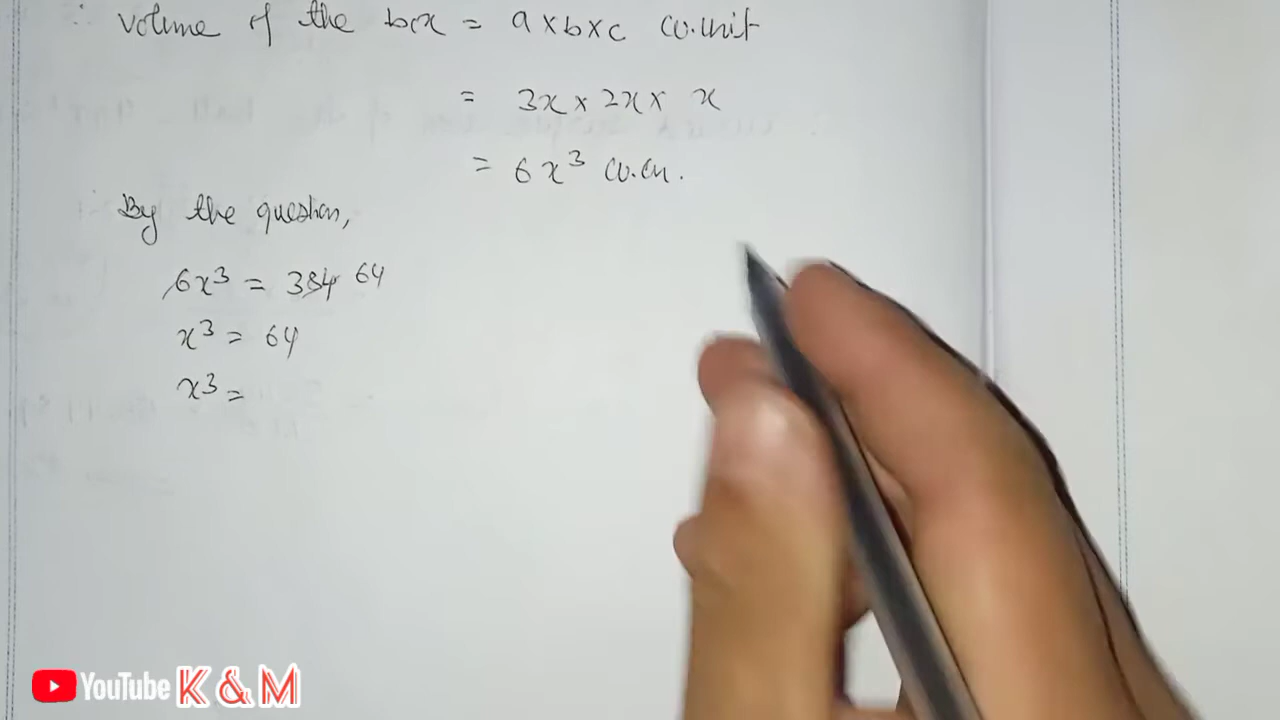 ∴ volume of the box = a×b×c cu.unit
= 3x × 2x × x
= 6x³ cu.cm.
By the question,
6x³ = 384 64
x³ = 64
x³ =
YouTube K & M